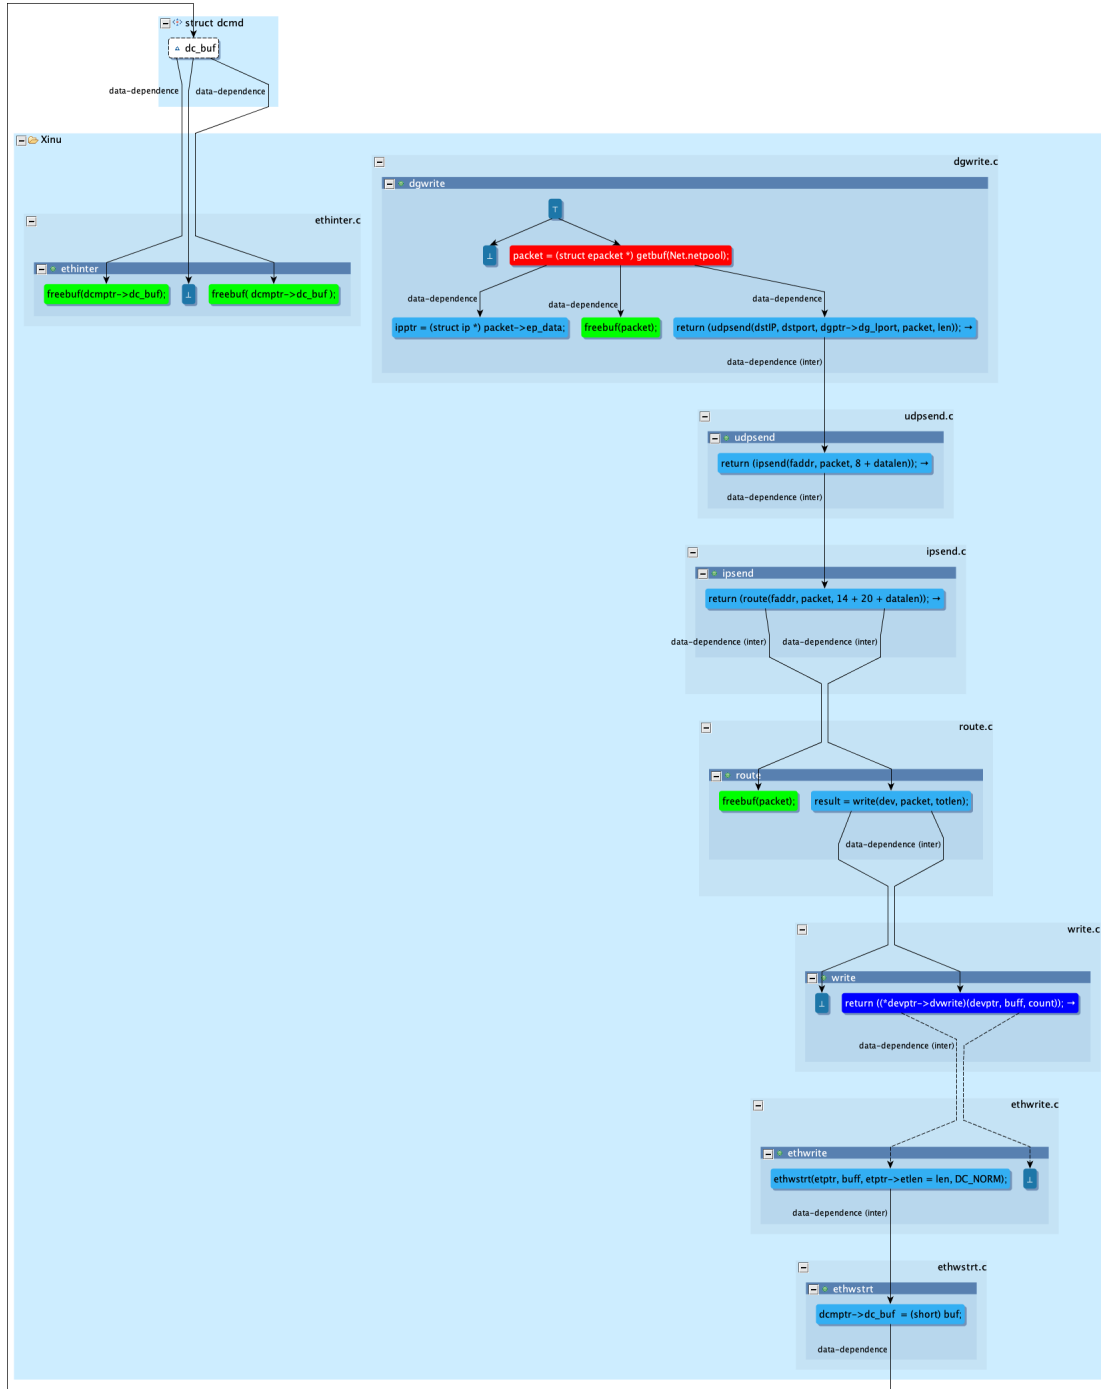 struct dcmd
dc_buf
data-dependence
data-dependence
Xinu
dgwrite.c
dgwrite
⊤
ethinter.c
⊥
packet = (struct epacket *) getbuf(Net.netpool);
ethinter
freebuf(dcmptr->dc_buf);
⊥
freebuf( dcmptr->dc_buf );
data-dependence
data-dependence
data-dependence
ipptr = (struct ip *) packet->ep_data;
freebuf(packet);
return (udpsend(dstIP, dstport, dgptr->dg_lport, packet, len)); →
data-dependence (inter)
udpsend.c
udpsend
return (ipsend(faddr, packet, 8 + datalen)); →
data-dependence (inter)
ipsend.c
ipsend
return (route(faddr, packet, 14 + 20 + datalen)); →
data-dependence (inter)
data-dependence (inter)
route.c
route
freebuf(packet);
result = write(dev, packet, totlen);
data-dependence (inter)
write.c
write
⊥
return ((*devptr->dvwrite)(devptr, buff, count)); →
data-dependence (inter)
ethwrite.c
ethwrite
ethwstrt(etptr, buff, etptr->etlen = len, DC_NORM);
⊥
data-dependence (inter)
ethwstrt.c
ethwstrt
dcmptr->dc_buf  = (short) buf;
data-dependence